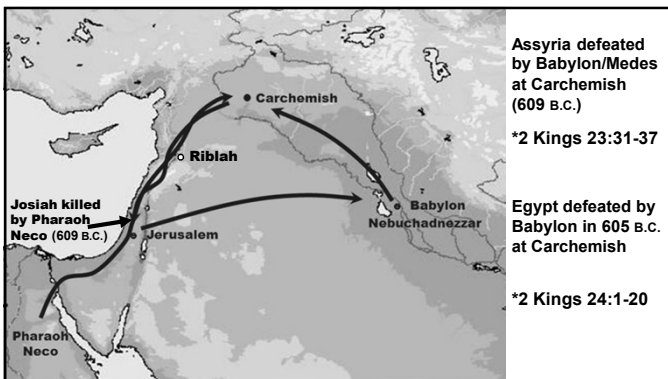 Carchemish
Riblah
Josiah killed
by Pharaoh
Neco (609 B.C.)
Jerusalem
Babylon
Nebuchadnezzar
Pharaoh
Neco
Assyria defeated
by Babylon/Medes
at Carchemish
(609 B.C.)
*2 Kings 23:31-37
Egypt defeated by
Babylon in 605 B.C.
at Carchemish
*2 Kings 24:1-20